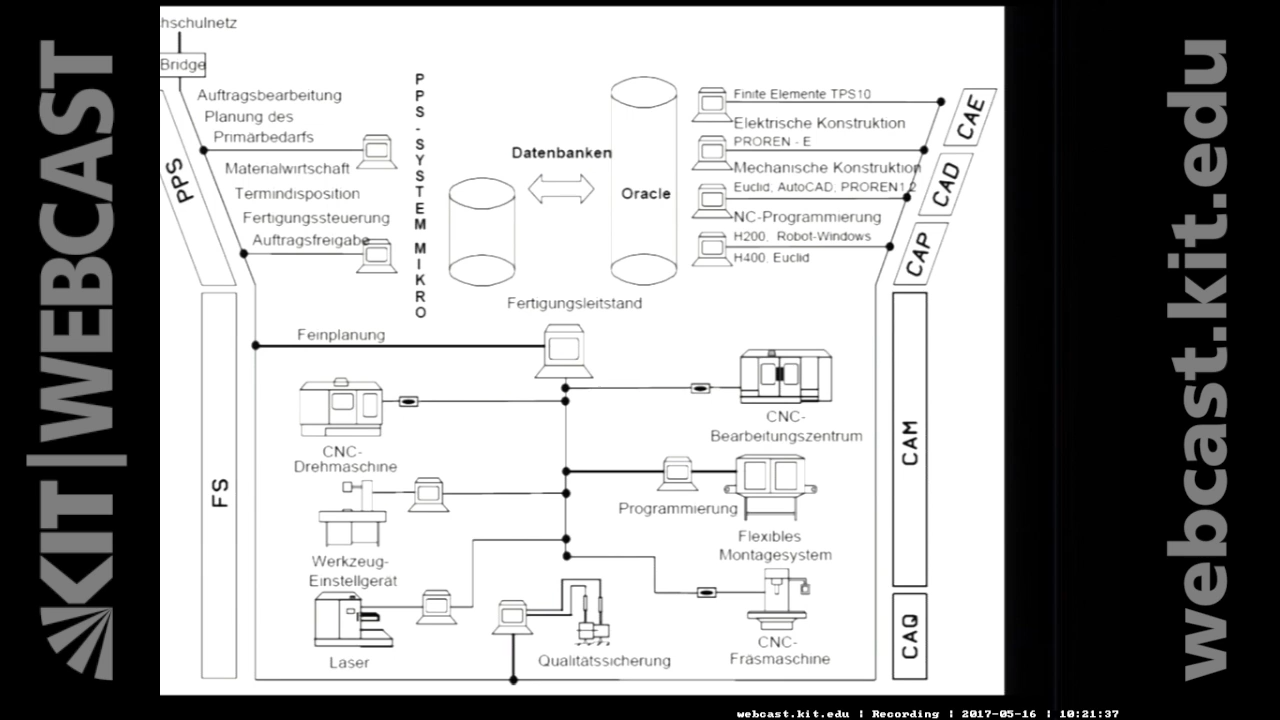 KIT|WEBCAST
hschulnetz
Bridge
Auftragsbearbeitung
Planung des
Primärbedarfs
Materialwirtschaft
Termindisposition
Fertigungssteuerung
Auftragsfreigabe
PPS
PPS-SYSTEM MIKRO
Datenbanken
Oracle
Finite Elemente TPS10
Elektrische Konstruktion
PROREN - E
Mechanische Konstruktion
Euclid, AutoCAD, PROREN1,2
NC-Programmierung
H200, Robot-Windows
H400, Euclid
CAE
CAD
CAP
Fertigungsleitstand
Feinplanung
CNC-
Drehmaschine
CNC-
Bearbeitungszentrum
FS
CAM
Programmierung
Werkzeug-
Einstellgerät
Flexibles
Montagesystem
Laser
Qualitätssicherung
CNC-
Fräsmaschine
CAQ
webcast.kit.edu
webcast.kit.edu | Recording | 2017-05-16 | 10:21:37